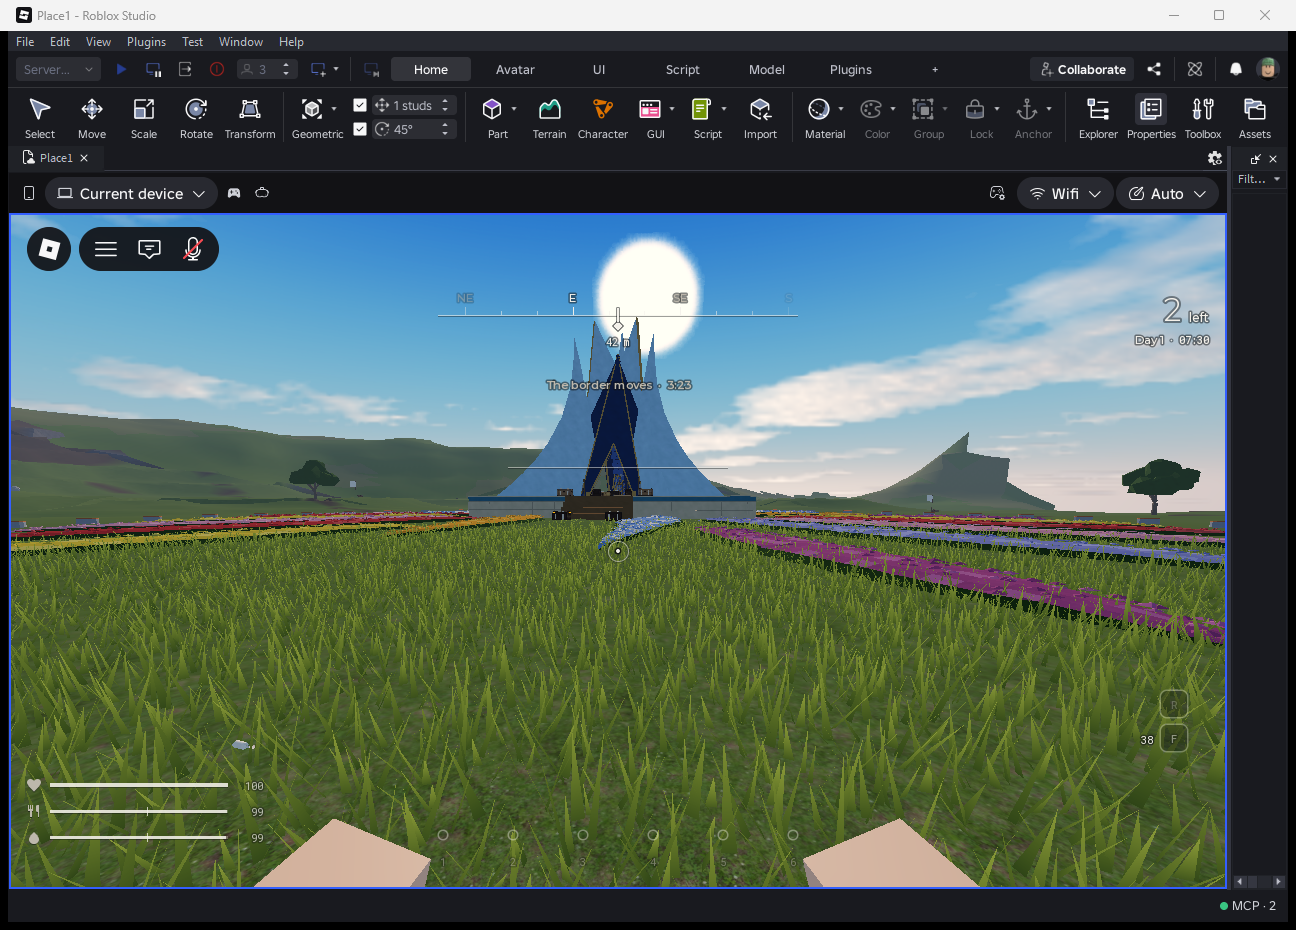 Place1 - Roblox Studio
File Edit View Plugins Test Window Help
Server... 3 Home Avatar UI Script Model Plugins + Collaborate
1 studs
45°
Select Move Scale Rotate Transform Geometric Part Terrain Character GUI Script Import Material Color Group Lock Anchor Explorer Properties Toolbox Assets
Place1
Filt...
Current device Wifi Auto
NE E SE S
2 left
Day1 · 07:30
42 m
The border moves · 3:23
R
38 F
100
99
99
1 2 3 4 5 6
MCP · 2